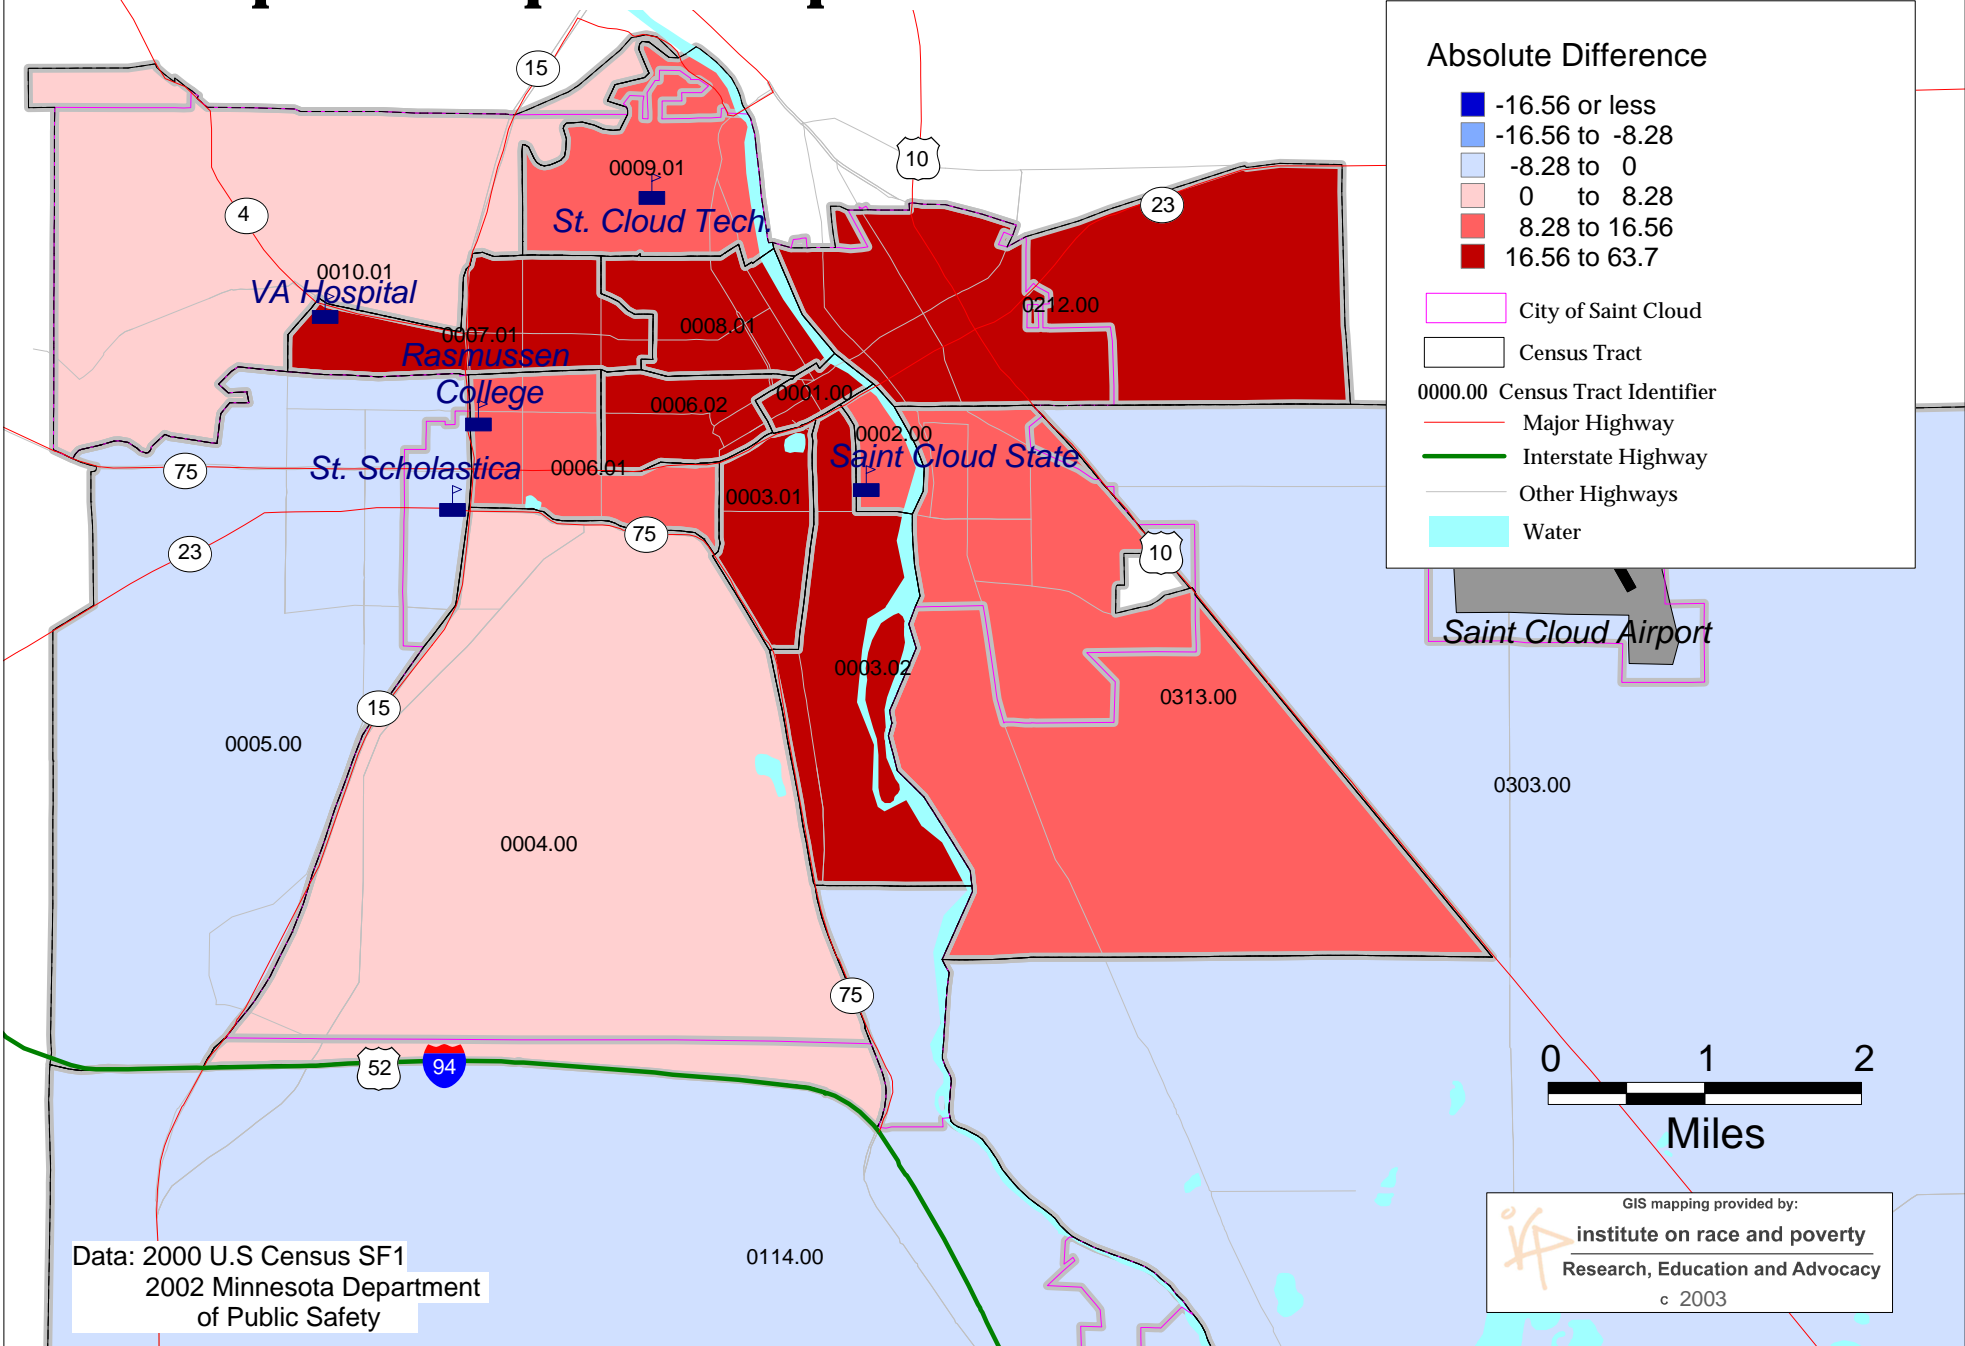 15
10
23
4
0009.01
St. Cloud Tech.
0010.01
VA Hospital
0007.01
0008.01
0212.00
Rasmussen
College
0006.02
0001.00
0002.00
Saint Cloud State
75
St. Scholastica
0006.01
0003.01
23
75
10
0003.02
0313.00
15
0005.00
0004.00
0303.00
75
52
94
0114.00
Saint Cloud Airport
Absolute Difference
-16.56 or less
-16.56 to -8.28
-8.28 to 0
0 to 8.28
8.28 to 16.56
16.56 to 63.7
City of Saint Cloud
Census Tract
0000.00 Census Tract Identifier
Major Highway
Interstate Highway
Other Highways
Water
0 1 2
Miles
Data: 2000 U.S Census SF1
2002 Minnesota Department
of Public Safety
GIS mapping provided by:
institute on race and poverty
Research, Education and Advocacy
c 2003